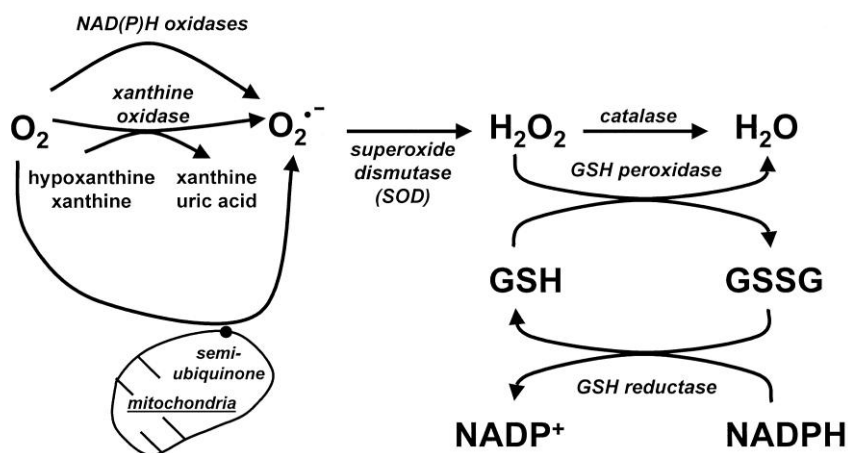 NAD(P)H oxidases
xanthine
oxidase
O₂
O₂•−
hypoxanthine
xanthine
xanthine
uric acid
semi-
ubiquinone
mitochondria
superoxide
dismutase
(SOD)
H₂O₂
catalase
H₂O
GSH peroxidase
GSH
GSSG
GSH reductase
NADP⁺
NADPH